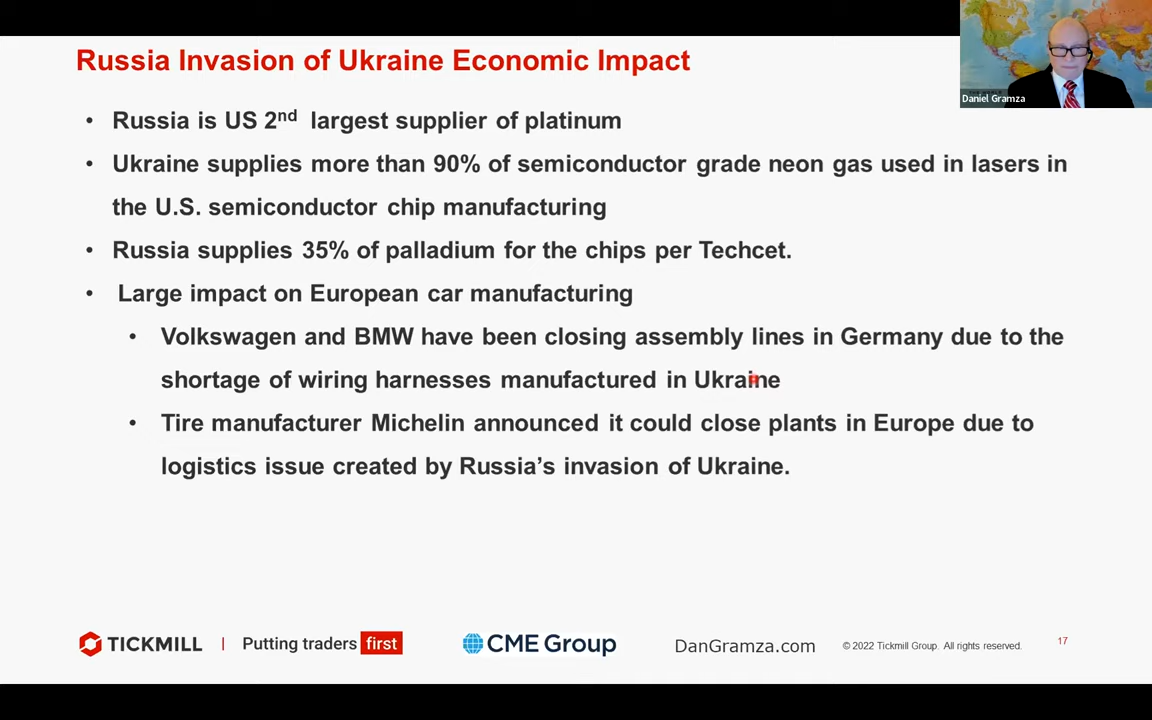 Russia Invasion of Ukraine Economic Impact
Daniel Gramza
• Russia is US 2nd largest supplier of platinum
• Ukraine supplies more than 90% of semiconductor grade neon gas used in lasers in
the U.S. semiconductor chip manufacturing
• Russia supplies 35% of palladium for the chips per Techcet.
• Large impact on European car manufacturing
• Volkswagen and BMW have been closing assembly lines in Germany due to the
shortage of wiring harnesses manufactured in Ukraine
• Tire manufacturer Michelin announced it could close plants in Europe due to
logistics issue created by Russia’s invasion of Ukraine.
TICKMILL | Putting traders first CME Group DanGramza.com © 2022 Tickmill Group. All rights reserved. 17